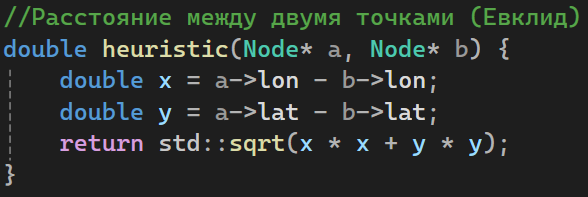 //Расстояние между двумя точками (Евклид)
double heuristic(Node* a, Node* b) {
    double x = a->lon - b->lon;
    double y = a->lat - b->lat;
    return std::sqrt(x * x + y * y);
}